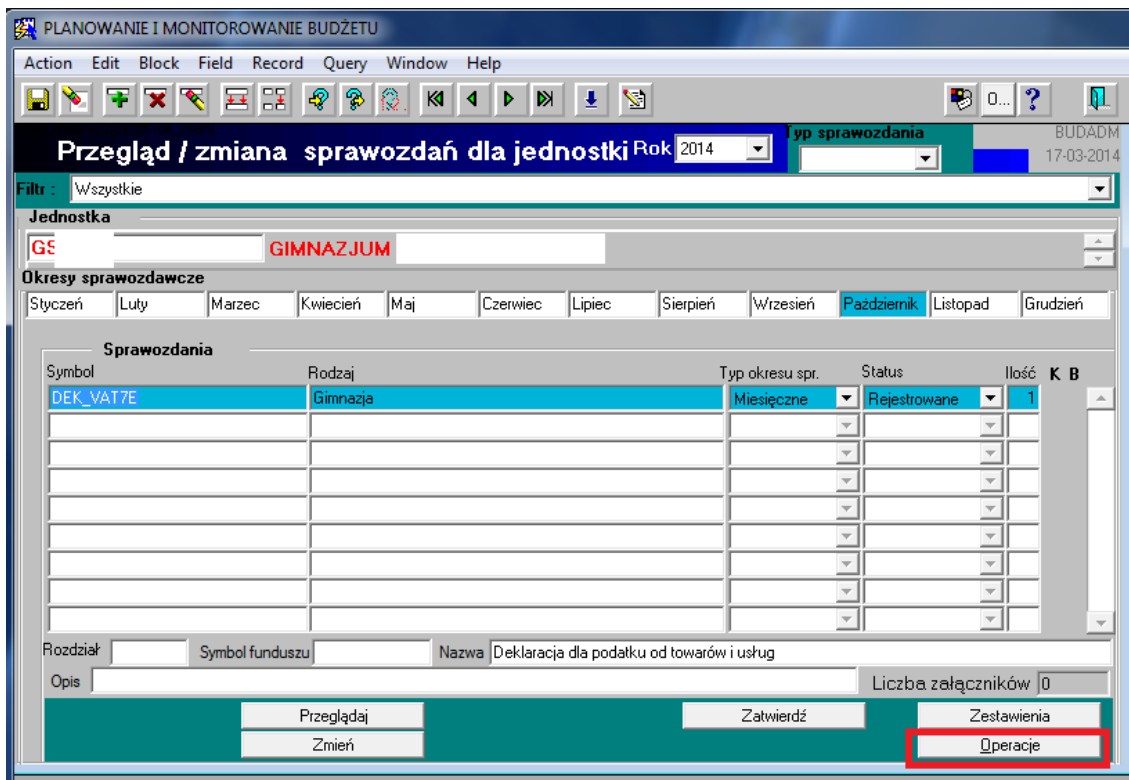 PLANOWANIE I MONITOROWANIE BUDŻETU
Action Edit Block Field Record Query Window Help
0... ?
Przegląd / zmiana sprawozdań dla jednostki Rok 2014 Typ sprawozdania BUDADM
17-03-2014
Filtr : Wszystkie
Jednostka
GS GIMNAZJUM
Okresy sprawozdawcze
Styczeń Luty Marzec Kwiecień Maj Czerwiec Lipiec Sierpień Wrzesień Październik Listopad Grudzień
Sprawozdania
Symbol Rodzaj Typ okresu spr. Status Ilość K B
DEK_VAT7E Gimnazja Miesięczne Rejestrowane 1
Rozdział Symbol funduszu Nazwa Deklaracja dla podatku od towarów i usług
Opis Liczba załączników 0
Przeglądaj Zatwierdź Zestawienia
Zmień Operacje